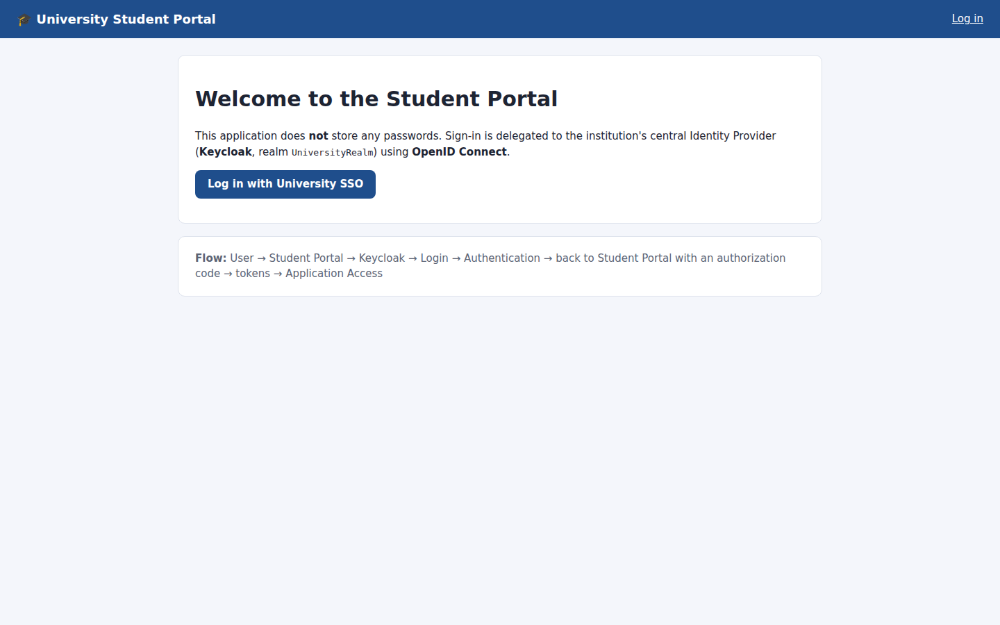 🎓 University Student Portal
Log in
Welcome to the Student Portal
This application does not store any passwords. Sign-in is delegated to the institution's central Identity Provider
(Keycloak, realm UniversityRealm) using OpenID Connect.
Log in with University SSO
Flow: User → Student Portal → Keycloak → Login → Authentication → back to Student Portal with an authorization
code → tokens → Application Access